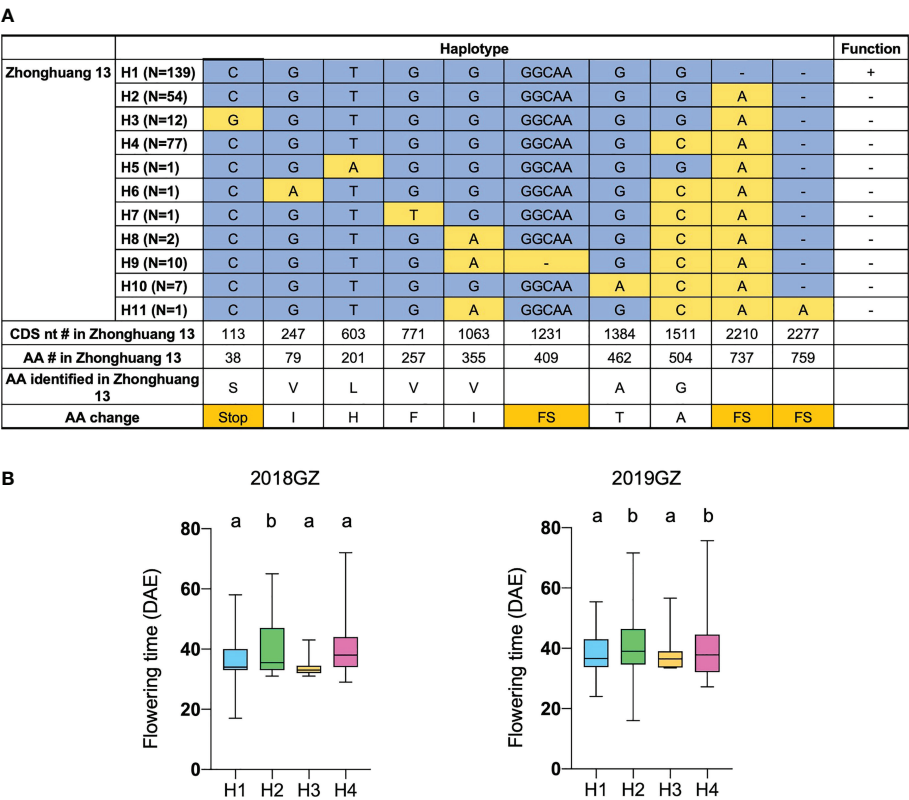 A
Haplotype Function
Zhonghuang 13 H1 (N=139) C G T G G GGCAA G G - - +
H2 (N=54) C G T G G GGCAA G G A - -
H3 (N=12) G G T G G GGCAA G G A - -
H4 (N=77) C G T G G GGCAA G C A - -
H5 (N=1) C G A G G GGCAA G G A - -
H6 (N=1) C A T G G GGCAA G C A - -
H7 (N=1) C G T T G GGCAA G C A - -
H8 (N=2) C G T G A GGCAA G C A - -
H9 (N=10) C G T G A - G C A - -
H10 (N=7) C G T G G GGCAA A C A - -
H11 (N=1) C G T G A GGCAA G C A A -
CDS nt # in Zhonghuang 13 113 247 603 771 1063 1231 1384 1511 2210 2277
AA # in Zhonghuang 13 38 79 201 257 355 409 462 504 737 759
AA identified in Zhonghuang
13 S V L V V A G
AA change Stop I H F I FS T A FS FS
B
2018GZ
a b a a
Flowering time (DAE)
80
60
40
20
0
H1 H2 H3 H4
2019GZ
a b a b
Flowering time (DAE)
80
60
40
20
0
H1 H2 H3 H4